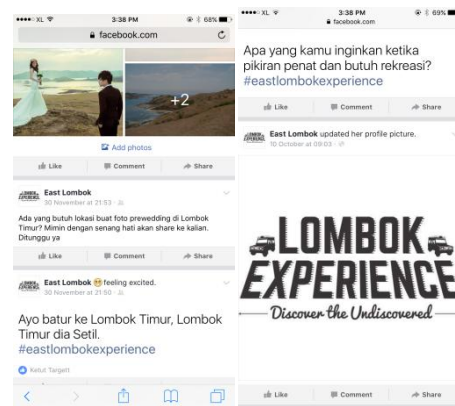 XL 3:38 PM 68%
facebook.com
+2
Add photos
Like Comment Share
East Lombok
30 November at 21:53
Ada yang butuh lokasi buat foto prewedding di Lombok
Timur? Mimin dengan senang hati akan share ke kalian.
Ditunggu ya
Like Comment Share
East Lombok feeling excited.
30 November at 21:50
Ayo batur ke Lombok Timur, Lombok
Timur dia Setil.
#eastlombokexperience
Ketut Targett
XL 3:38 PM 69%
facebook.com
Apa yang kamu inginkan ketika
pikiran penat dan butuh rekreasi?
#eastlombokexperience
Like Comment Share
East Lombok updated her profile picture.
10 October at 09:03
LOMBOK
EXPERIENCE
Discover the Undiscovered
Like Comment Share